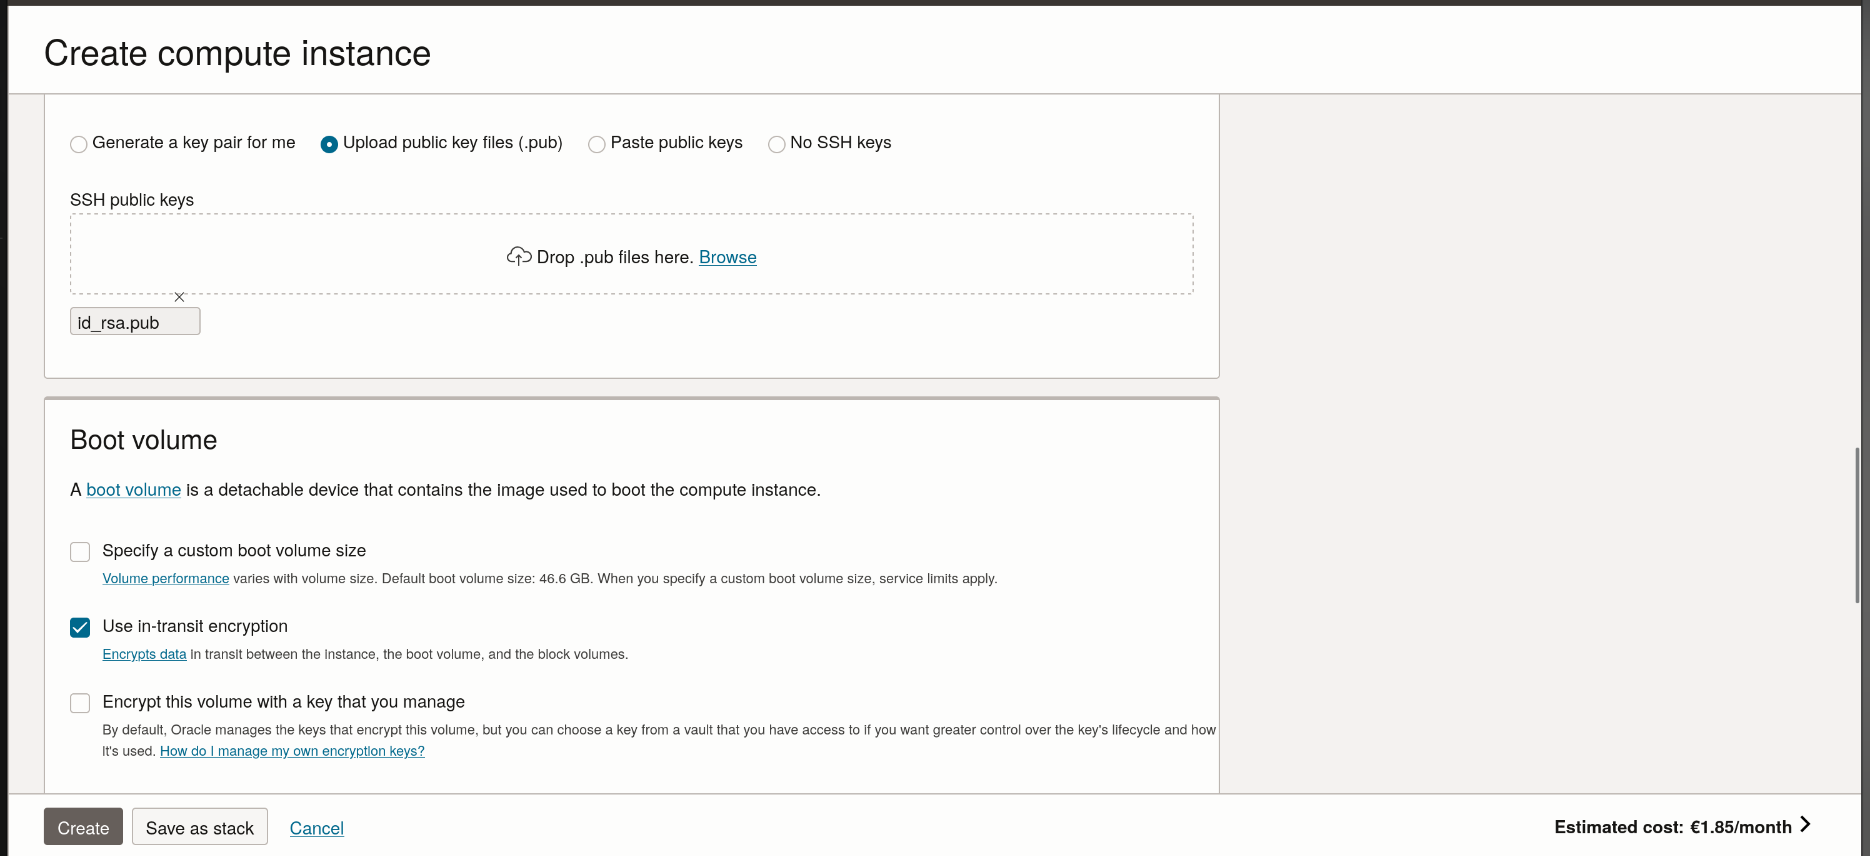 Create compute instance
Generate a key pair for me Upload public key files (.pub) Paste public keys No SSH keys
SSH public keys
Drop .pub files here. Browse
id_rsa.pub
Boot volume
A boot volume is a detachable device that contains the image used to boot the compute instance.
Specify a custom boot volume size
Volume performance varies with volume size. Default boot volume size: 46.6 GB. When you specify a custom boot volume size, service limits apply.
Use in-transit encryption
Encrypts data in transit between the instance, the boot volume, and the block volumes.
Encrypt this volume with a key that you manage
By default, Oracle manages the keys that encrypt this volume, but you can choose a key from a vault that you have access to if you want greater control over the key's lifecycle and how
it's used. How do I manage my own encryption keys?
Create Save as stack Cancel Estimated cost: €1.85/month